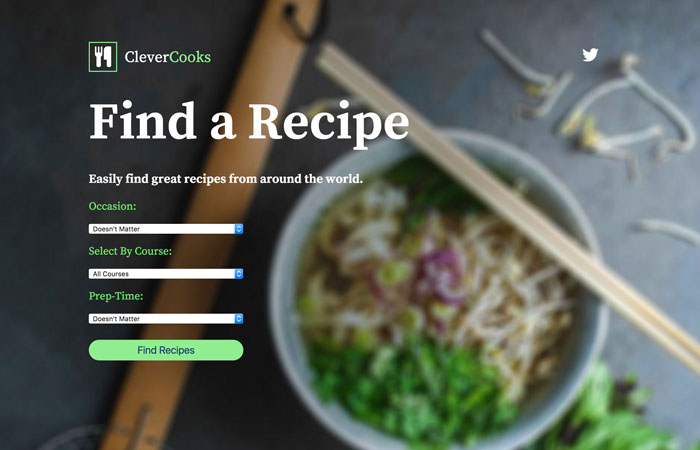 CleverCooks
Find a Recipe
Easily find great recipes from around the world.
Occasion:
Doesn't Matter
Select By Course:
All Courses
Prep-Time:
Doesn't Matter
Find Recipes